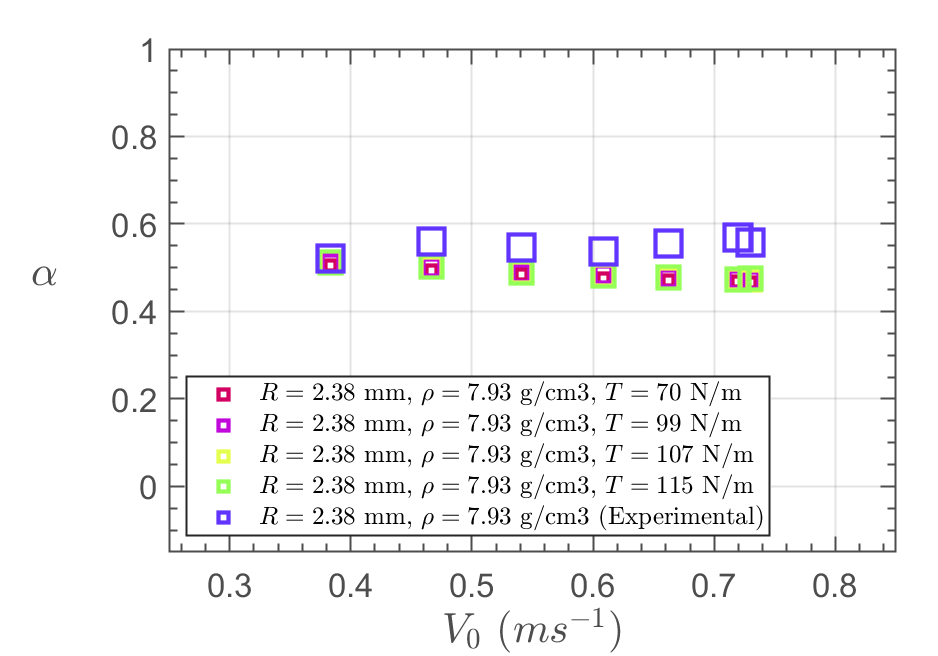 1
0.8
0.6
0.4
0.2
0
α
R = 2.38 mm, ρ = 7.93 g/cm3, T = 70 N/m
R = 2.38 mm, ρ = 7.93 g/cm3, T = 99 N/m
R = 2.38 mm, ρ = 7.93 g/cm3, T = 107 N/m
R = 2.38 mm, ρ = 7.93 g/cm3, T = 115 N/m
R = 2.38 mm, ρ = 7.93 g/cm3 (Experimental)
0.3 0.4 0.5 0.6 0.7 0.8
V₀ (ms⁻¹)